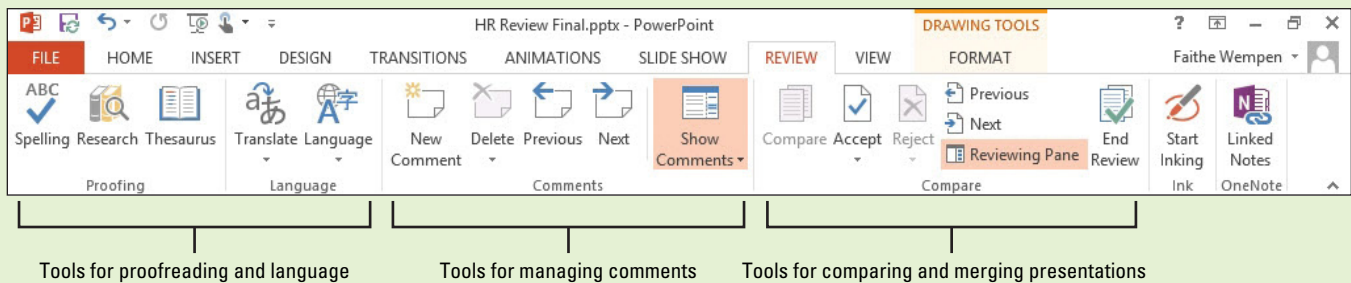 HR Review Final.pptx - PowerPoint
DRAWING TOOLS
?
FILE HOME INSERT DESIGN TRANSITIONS ANIMATIONS SLIDE SHOW REVIEW VIEW FORMAT
Faithe Wempen
ABC
Spelling
Research
Thesaurus
Proofing
Translate
Language
Language
New
Comment
Delete
Previous
Next
Show
Comments
Comments
Compare
Accept
Reject
Previous
Next
Reviewing Pane
End
Review
Compare
Start
Inking
Ink
Linked
Notes
OneNote
Tools for proofreading and language
Tools for managing comments
Tools for comparing and merging presentations